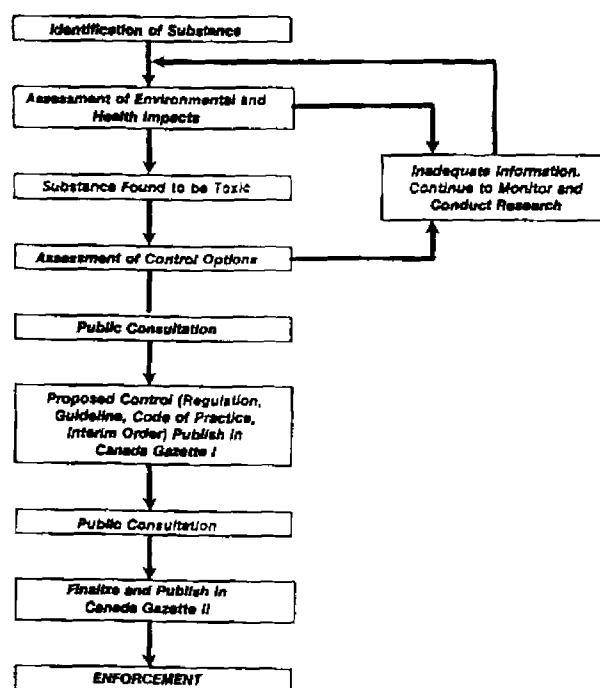 Identification of Substance
Assessment of Environmental and
Health Impacts
Inadequate Information.
Continue to Monitor and
Conduct Research
Substance Found to be Toxic
Assessment of Control Options
Public Consultation
Proposed Control (Regulation,
Guideline, Code of Practice,
Interim Order) Publish in
Canada Gazette I
Public Consultation
Finalize and Publish in
Canada Gazette II
ENFORCEMENT